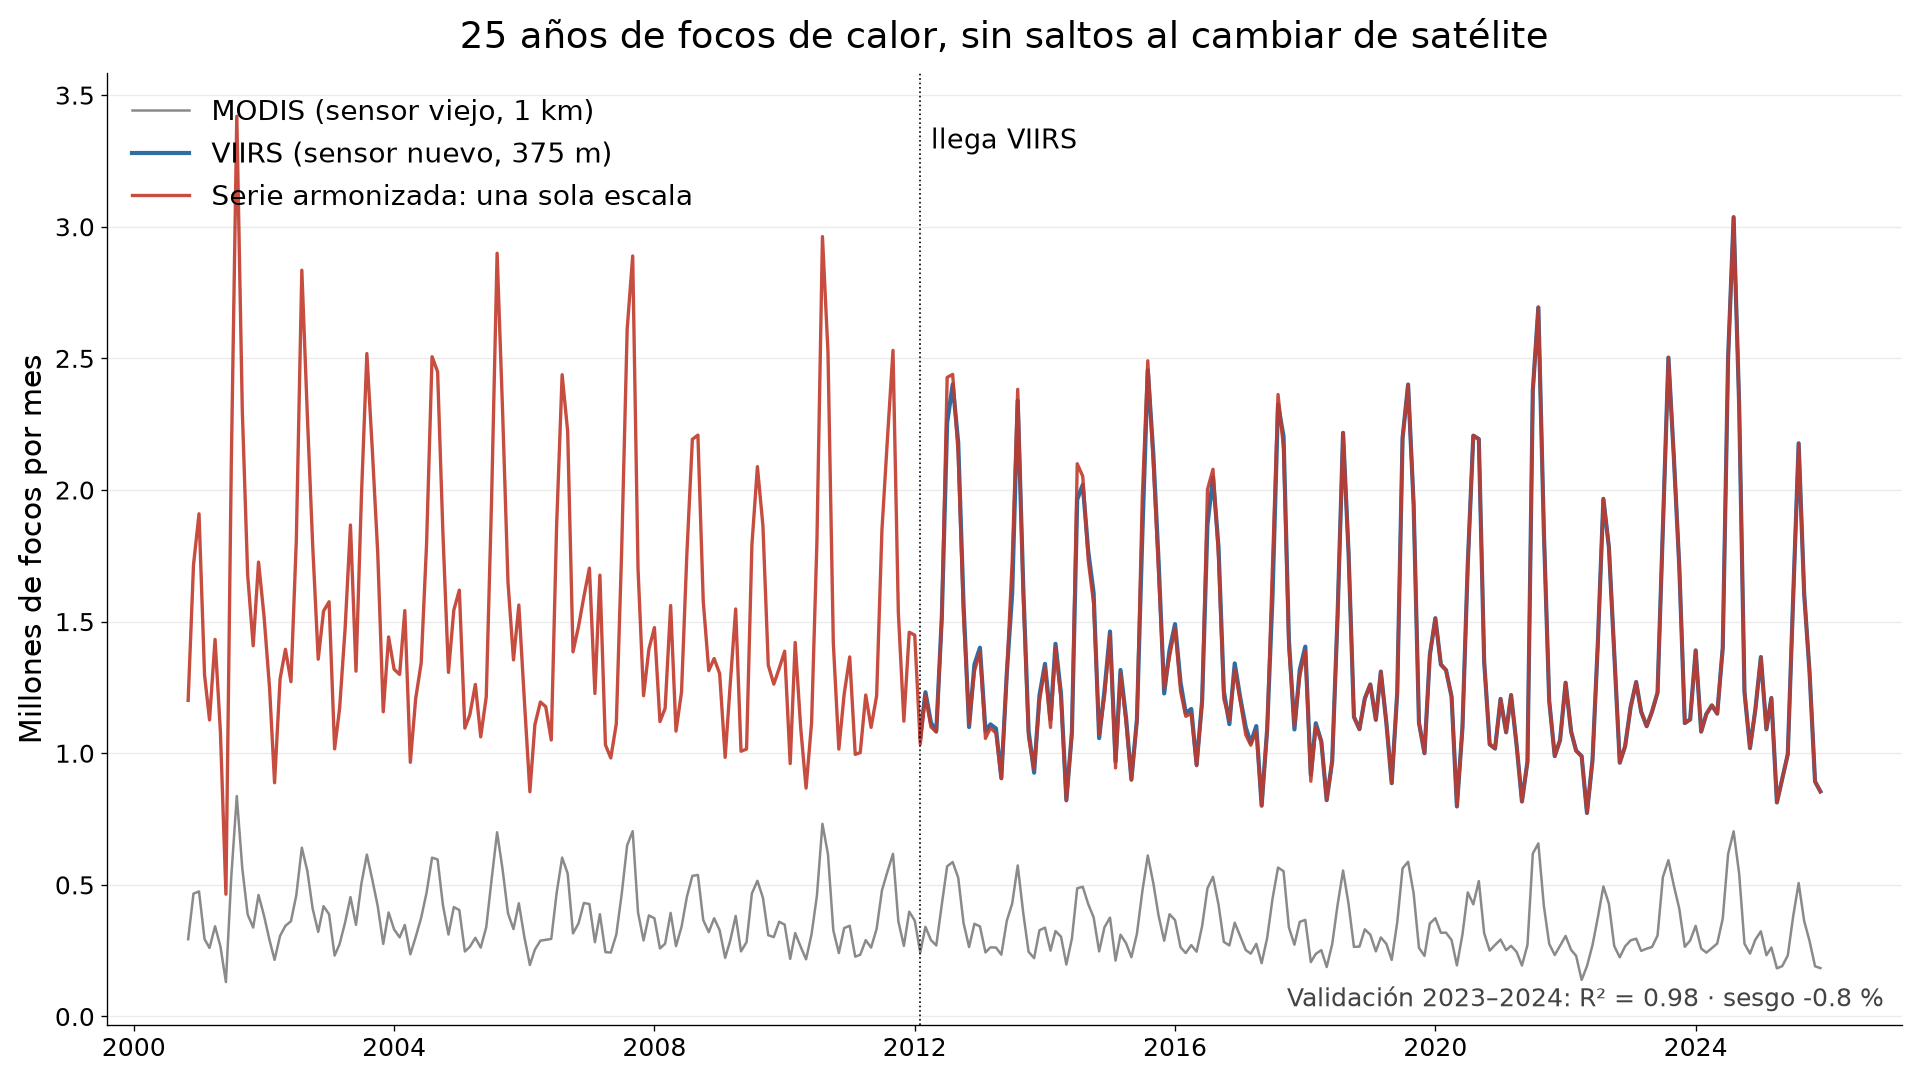 25 años de focos de calor, sin saltos al cambiar de satélite
Millones de focos por mes
3.5
3.0
2.5
2.0
1.5
1.0
0.5
0.0
MODIS (sensor viejo, 1 km)
VIIRS (sensor nuevo, 375 m)
Serie armonizada: una sola escala
llega VIIRS
Validación 2023–2024: R² = 0.98 · sesgo -0.8 %
2000 2004 2008 2012 2016 2020 2024